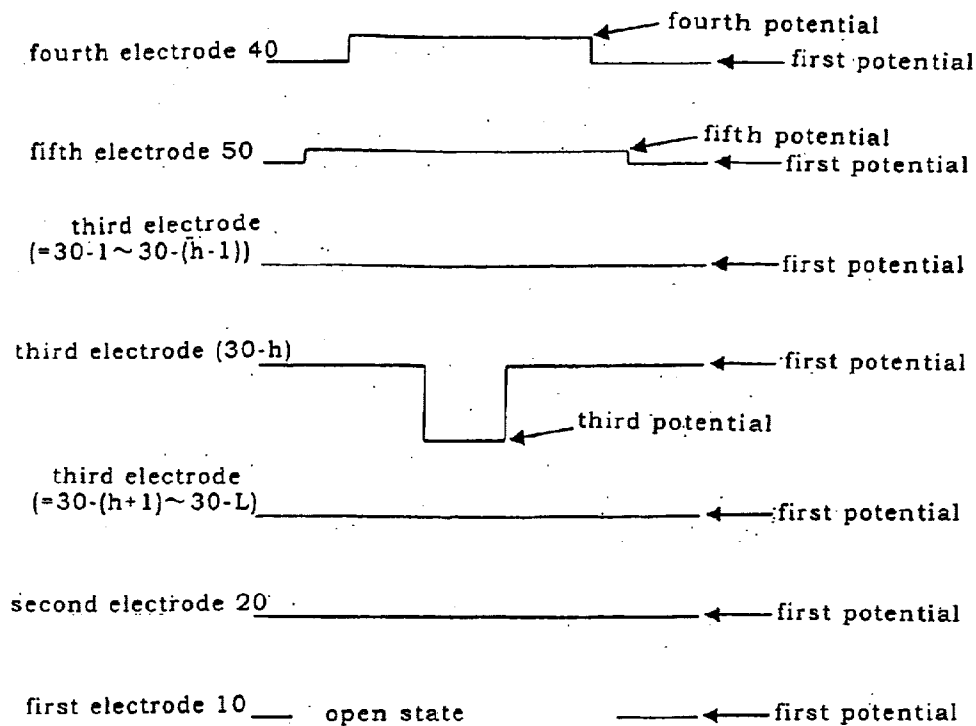 fourth potential
fourth electrode 40
first potential
fifth potential
fifth electrode 50
first potential
third electrode
(=30-1~30-(h-1))
first potential
third electrode (30-h)
first potential
third potential
third electrode
(=30-(h+1)~30-L)
first potential
second electrode 20
first potential
first electrode 10 open state first potential